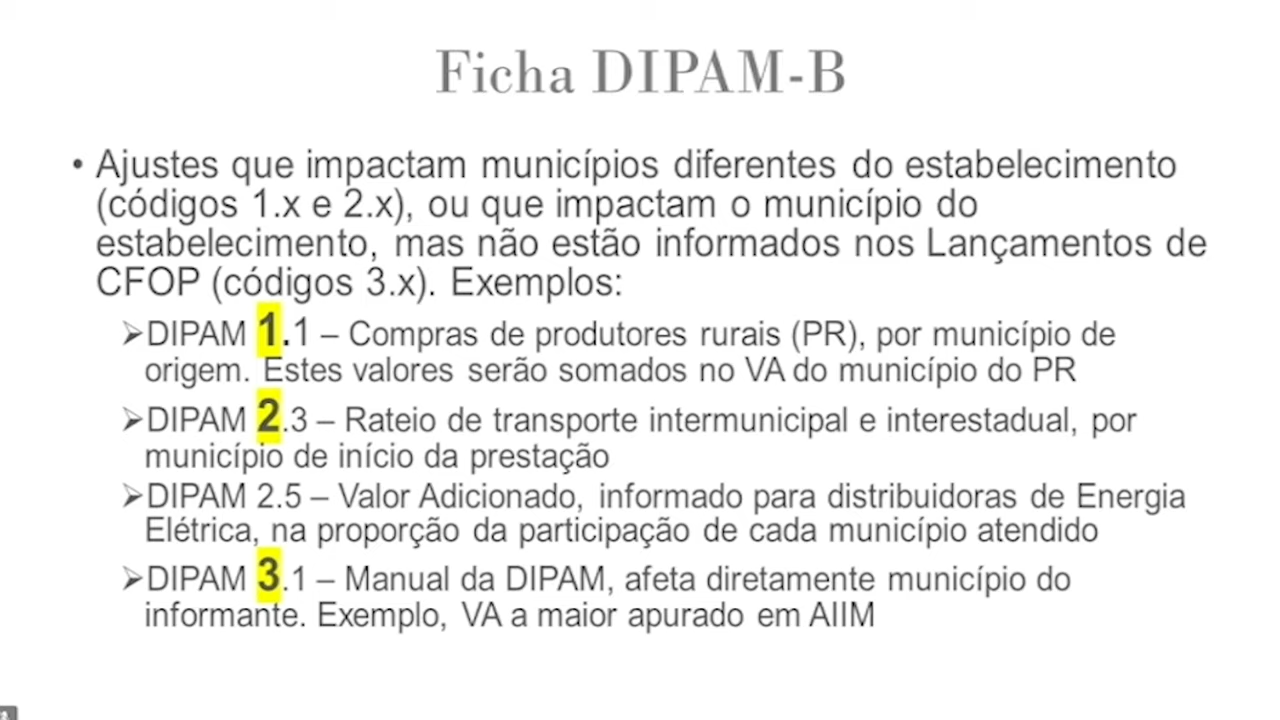 Ficha DIPAM-B
• Ajustes que impactam municípios diferentes do estabelecimento
(códigos 1.x e 2.x), ou que impactam o município do
estabelecimento, mas não estão informados nos Lançamentos de
CFOP (códigos 3.x). Exemplos:
➢DIPAM 1.1 – Compras de produtores rurais (PR), por município de
origem. Estes valores serão somados no VA do município do PR
➢DIPAM 2.3 – Rateio de transporte intermunicipal e interestadual, por
município de início da prestação
➢DIPAM 2.5 – Valor Adicionado, informado para distribuidoras de Energia
Elétrica, na proporção da participação de cada município atendido
➢DIPAM 3.1 – Manual da DIPAM, afeta diretamente município do
informante. Exemplo, VA a maior apurado em AIIM